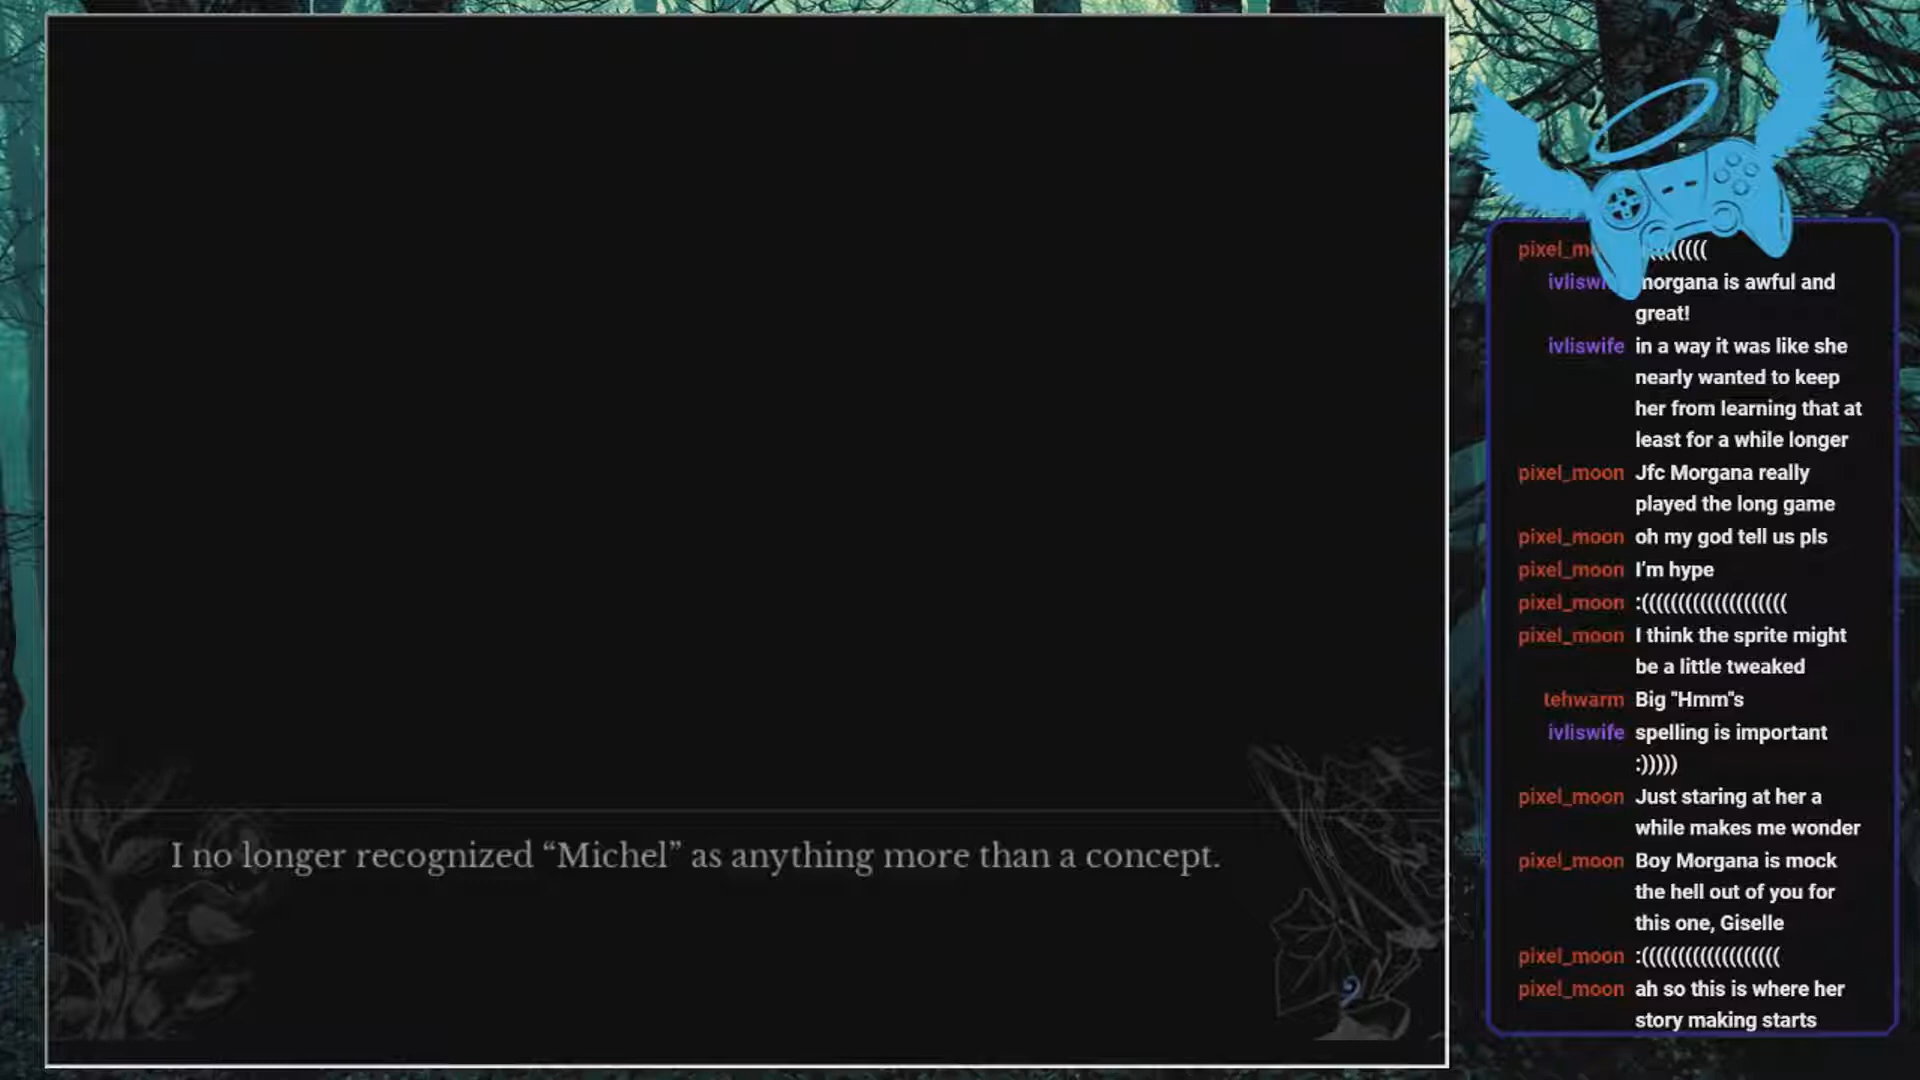 I no longer recognized “Michel” as anything more than a concept.
((((
morgana is awful and
great!
ivliswife in a way it was like she
nearly wanted to keep
her from learning that at
least for a while longer
pixel_moon Jfc Morgana really
played the long game
pixel_moon oh my god tell us pls
pixel_moon I’m hype
pixel_moon :((((((((((((((((((((
pixel_moon I think the sprite might
be a little tweaked
tehwarm Big "Hmm"s
ivliswife spelling is important
:)))))
pixel_moon Just staring at her a
while makes me wonder
pixel_moon Boy Morgana is mock
the hell out of you for
this one, Giselle
pixel_moon :(((((((((((((((((((
pixel_moon ah so this is where her
story making starts